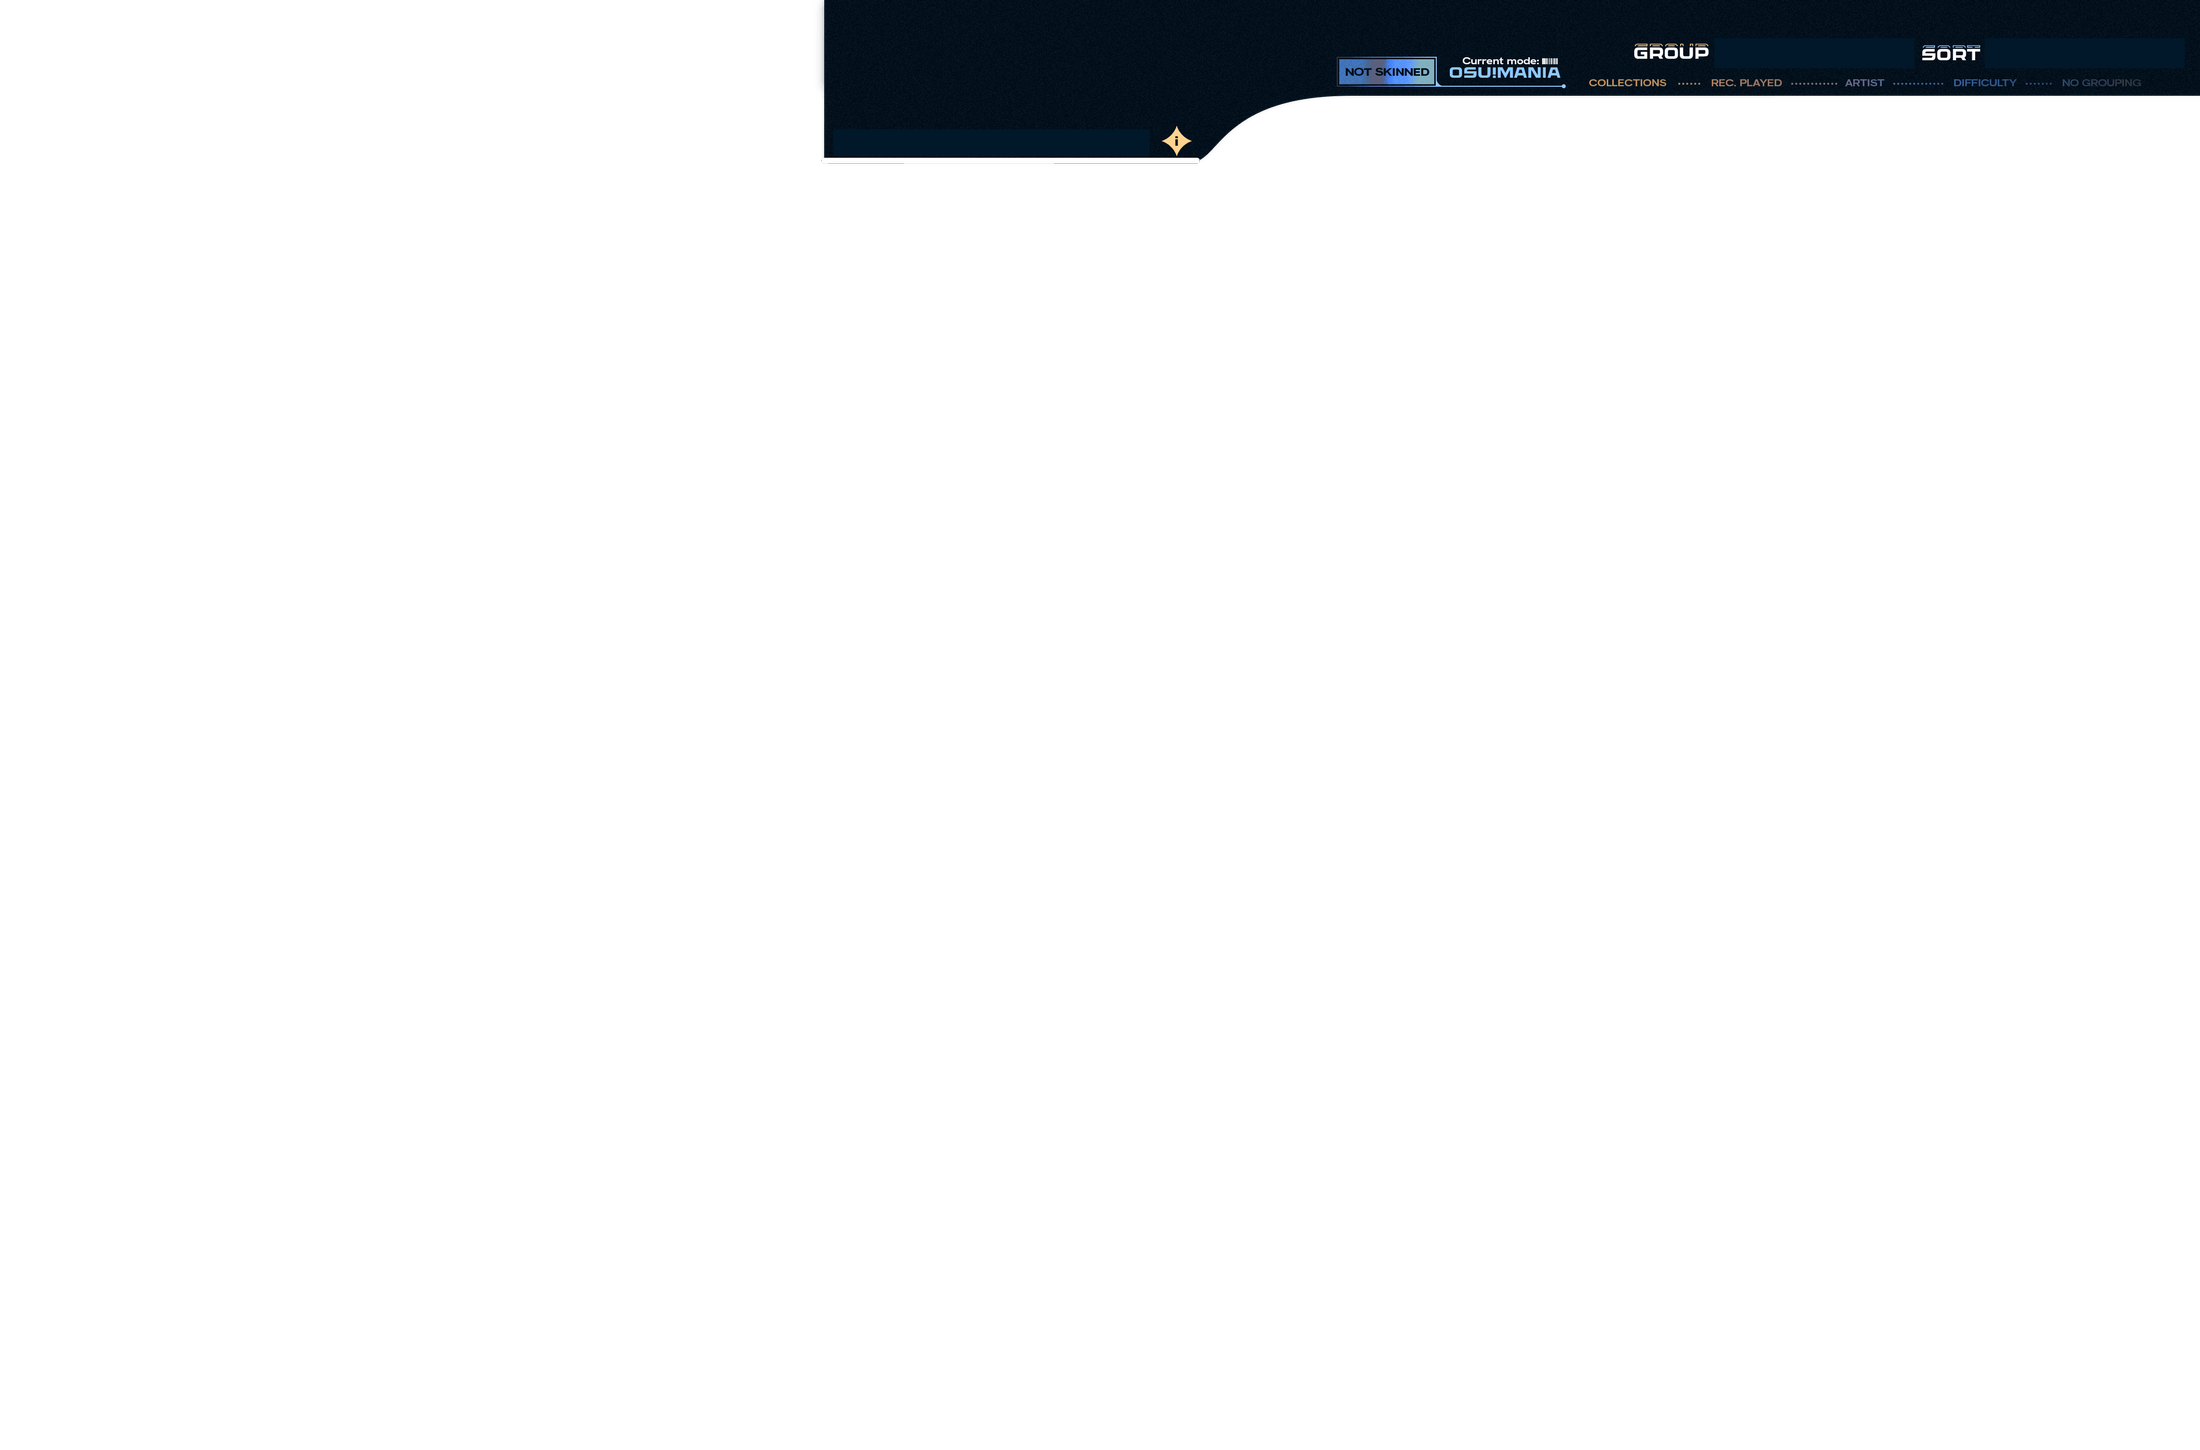 GROUP
SORT
Current mode:
NOT SKINNED
OSU!MANIA
COLLECTIONS ...... REC. PLAYED ............ ARTIST ............. DIFFICULTY ....... NO GROUPING
i